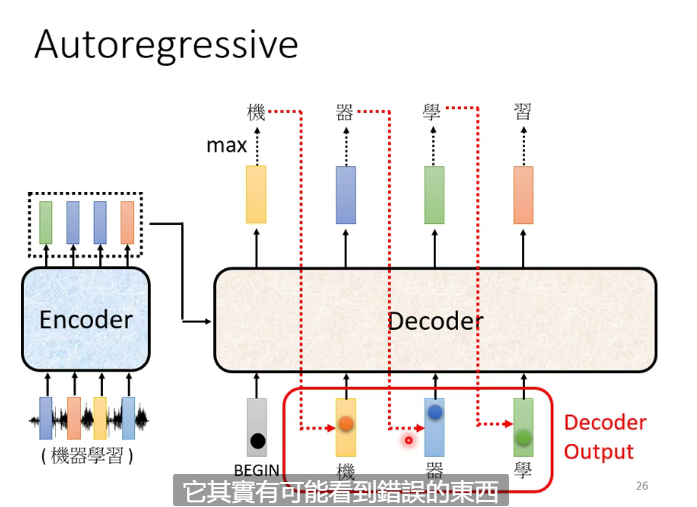 Autoregressive
機 器 學 習
max
Encoder
Decoder
Decoder
Output
( 機器學習 )
BEGIN 機 器 學
它其實有可能看到錯誤的東西
26